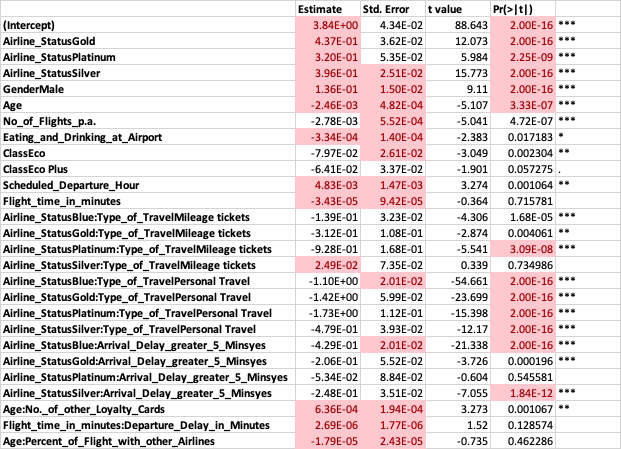 Estimate Std. Error t value Pr(>|t|)
(Intercept) 3.84E+00 4.34E-02 88.643 2.00E-16 ***
Airline_StatusGold 4.37E-01 3.62E-02 12.073 2.00E-16 ***
Airline_StatusPlatinum 3.20E-01 5.35E-02 5.984 2.25E-09 ***
Airline_StatusSilver 3.96E-01 2.51E-02 15.773 2.00E-16 ***
GenderMale 1.36E-01 1.50E-02 9.11 2.00E-16 ***
Age -2.46E-03 4.82E-04 -5.107 3.33E-07 ***
No_of_Flights_p.a. -2.78E-03 5.52E-04 -5.041 4.72E-07 ***
Eating_and_Drinking_at_Airport -3.34E-04 1.40E-04 -2.383 0.017183 *
ClassEco -7.97E-02 2.61E-02 -3.049 0.002304 **
ClassEco Plus -6.41E-02 3.37E-02 -1.901 0.057275 .
Scheduled_Departure_Hour 4.83E-03 1.47E-03 3.274 0.001064 **
Flight_time_in_minutes -3.43E-05 9.42E-05 -0.364 0.715781
Airline_StatusBlue:Type_of_TravelMileage tickets -1.39E-01 3.23E-02 -4.306 1.68E-05 ***
Airline_StatusGold:Type_of_TravelMileage tickets -3.12E-01 1.08E-01 -2.874 0.004061 **
Airline_StatusPlatinum:Type_of_TravelMileage tickets -9.28E-01 1.68E-01 -5.541 3.09E-08 ***
Airline_StatusSilver:Type_of_TravelMileage tickets 2.49E-02 7.35E-02 0.339 0.734986
Airline_StatusBlue:Type_of_TravelPersonal Travel -1.10E+00 2.01E-02 -54.661 2.00E-16 ***
Airline_StatusGold:Type_of_TravelPersonal Travel -1.42E+00 5.99E-02 -23.699 2.00E-16 ***
Airline_StatusPlatinum:Type_of_TravelPersonal Travel -1.73E+00 1.12E-01 -15.398 2.00E-16 ***
Airline_StatusSilver:Type_of_TravelPersonal Travel -4.79E-01 3.93E-02 -12.17 2.00E-16 ***
Airline_StatusBlue:Arrival_Delay_greater_5_Minsyes -4.29E-01 2.01E-02 -21.338 2.00E-16 ***
Airline_StatusGold:Arrival_Delay_greater_5_Minsyes -2.06E-01 5.52E-02 -3.726 0.000196 ***
Airline_StatusPlatinum:Arrival_Delay_greater_5_Minsyes -5.34E-02 8.84E-02 -0.604 0.545581
Airline_StatusSilver:Arrival_Delay_greater_5_Minsyes -2.48E-01 3.51E-02 -7.055 1.84E-12 ***
Age:No._of_other_Loyalty_Cards 6.36E-04 1.94E-04 3.273 0.001067 **
Flight_time_in_minutes:Departure_Delay_in_Minutes 2.69E-06 1.77E-06 1.52 0.128574
Age:Percent_of_Flight_with_other_Airlines -1.79E-05 2.43E-05 -0.735 0.462286